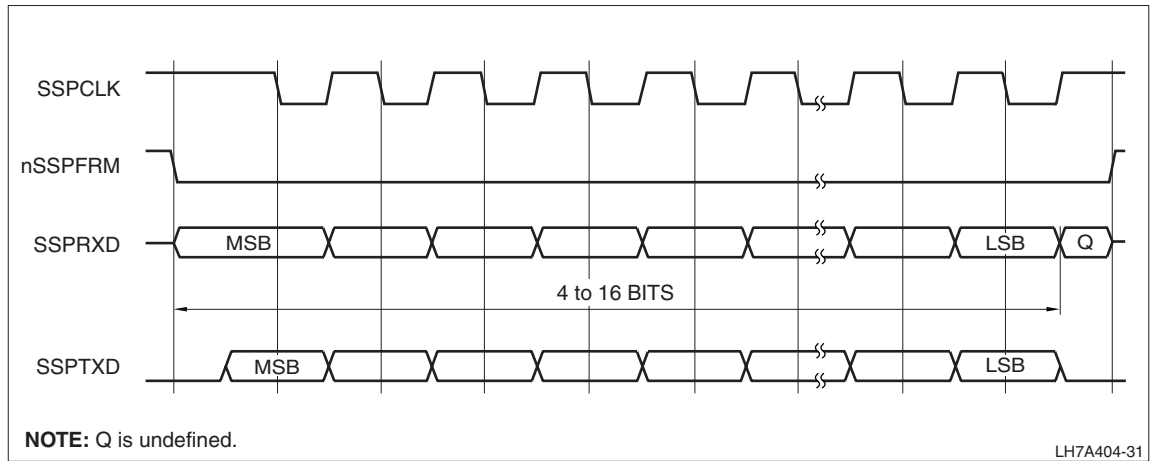 SSPCLK
nSSPFRM
SSPRXD
MSB
LSB
Q
4 to 16 BITS
SSPTXD
MSB
LSB
NOTE: Q is undefined.
LH7A404-31